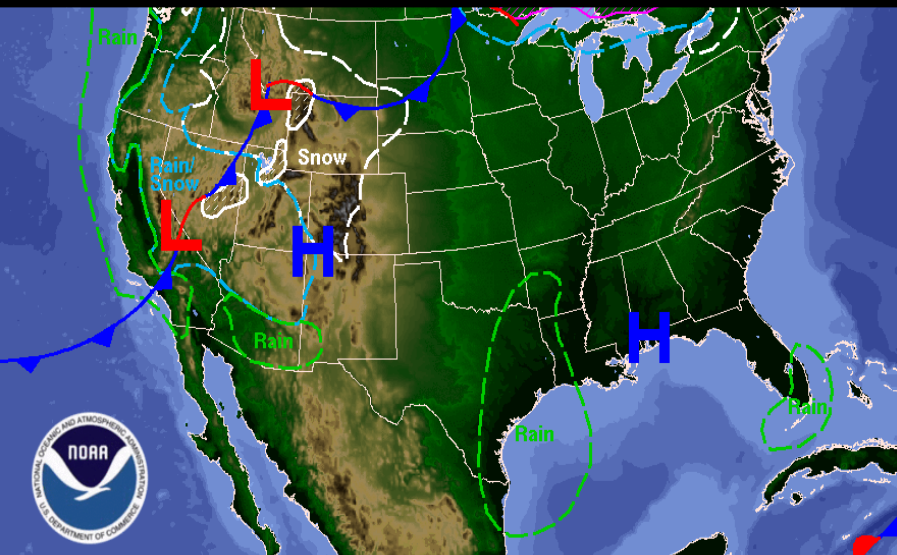 Rain
L
Snow
Rain/
Snow
L
H
Rain
H
Rain
Rain
NOAA
NATIONAL OCEANIC AND ATMOSPHERIC ADMINISTRATION
U.S. DEPARTMENT OF COMMERCE